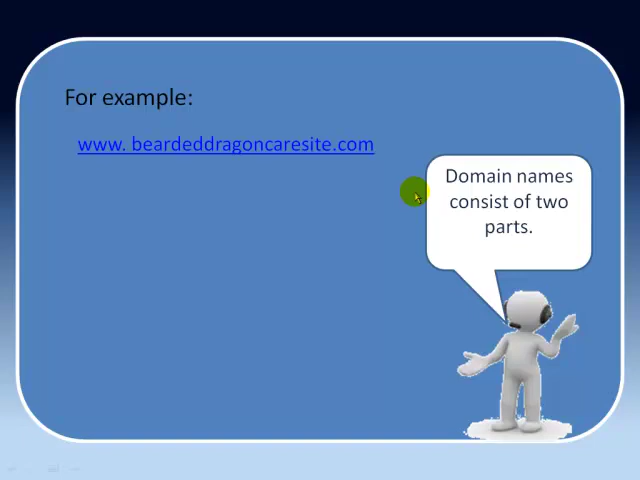 For example:
www. beardeddragoncaresite.com
Domain names
consist of two
parts.